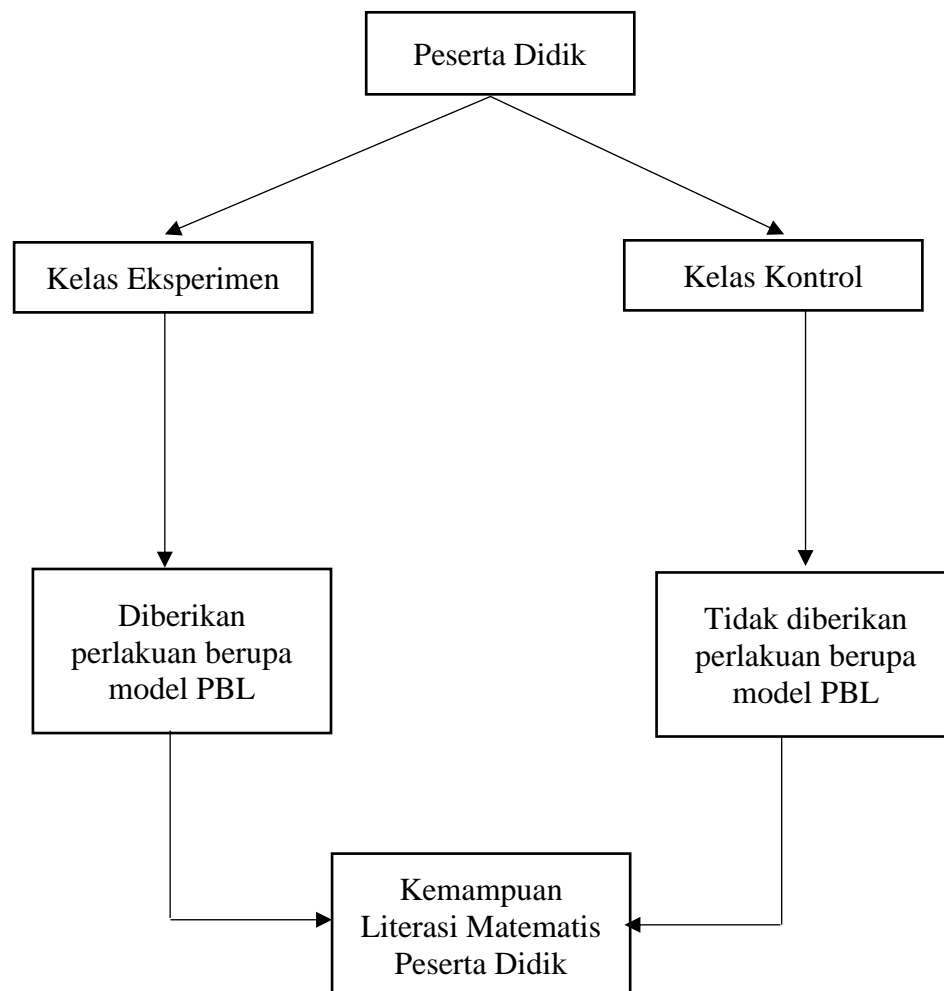 Peserta Didik
Kelas Eksperimen
Kelas Kontrol
Diberikan
perlakuan berupa
model PBL
Tidak diberikan
perlakuan berupa
model PBL
Kemampuan
Literasi Matematis
Peserta Didik